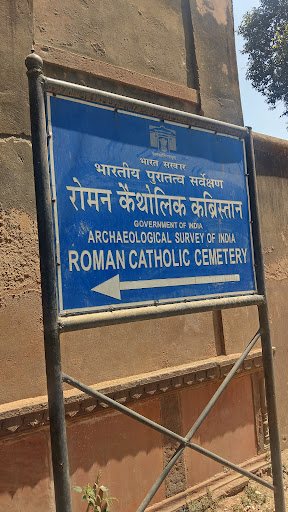 भारत सरकार
भारतीय पुरातत्व सर्वेक्षण
रोमन कैथोलिक कब्रिस्तान
GOVERNMENT OF INDIA
ARCHAEOLOGICAL SURVEY OF INDIA
ROMAN CATHOLIC CEMETERY